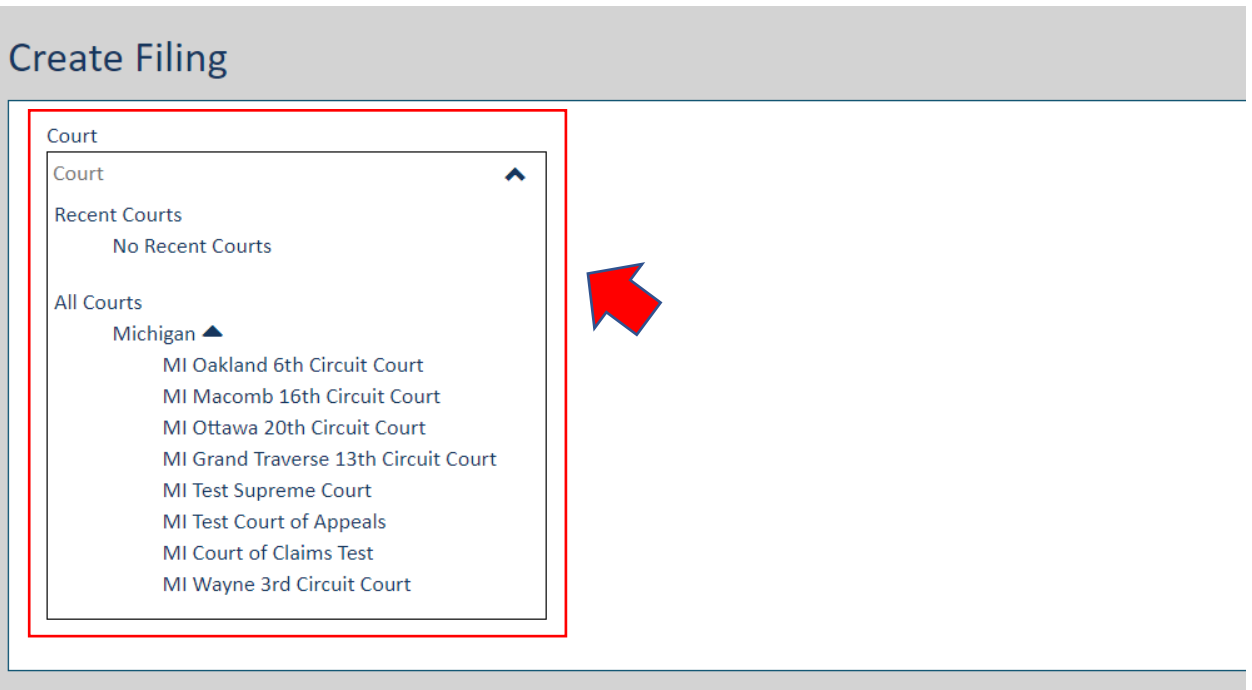 Create Filing
Court
Court
Recent Courts
No Recent Courts
All Courts
Michigan
MI Oakland 6th Circuit Court
MI Macomb 16th Circuit Court
MI Ottawa 20th Circuit Court
MI Grand Traverse 13th Circuit Court
MI Test Supreme Court
MI Test Court of Appeals
MI Court of Claims Test
MI Wayne 3rd Circuit Court